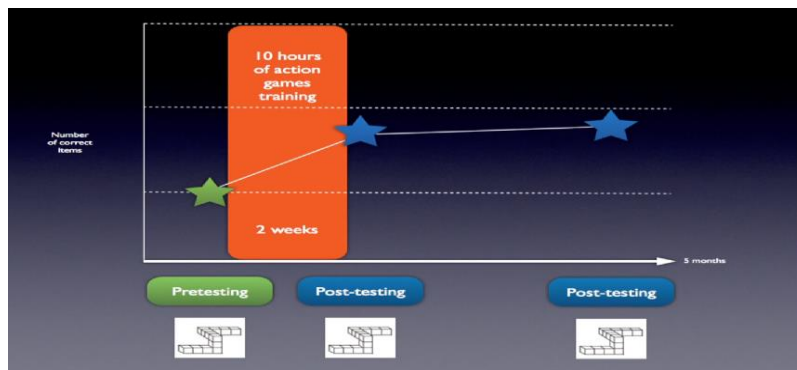 10 hours
of action
games
training
Number
of correct
items
2 weeks
5 months
Pretesting
Post-testing
Post-testing